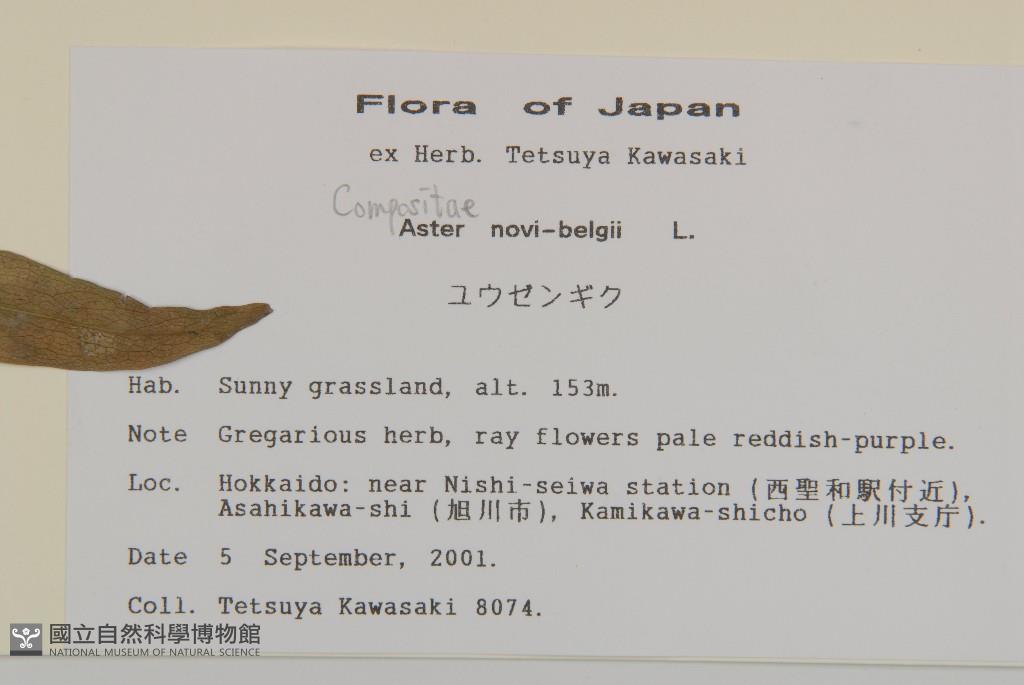 Flora of Japan
ex Herb. Tetsuya Kawasaki
Compositae
Aster novi-belgii L.
ユウゼンギク
Hab. Sunny grassland, alt. 153m.
Note Gregarious herb, ray flowers pale reddish-purple.
Loc. Hokkaido: near Nishi-seiwa station (西聖和駅付近),
Asahikawa-shi (旭川市), Kamikawa-shicho (上川支庁).
Date 5 September, 2001.
Coll. Tetsuya Kawasaki 8074.
國立自然科學博物館
NATIONAL MUSEUM OF NATURAL SCIENCE